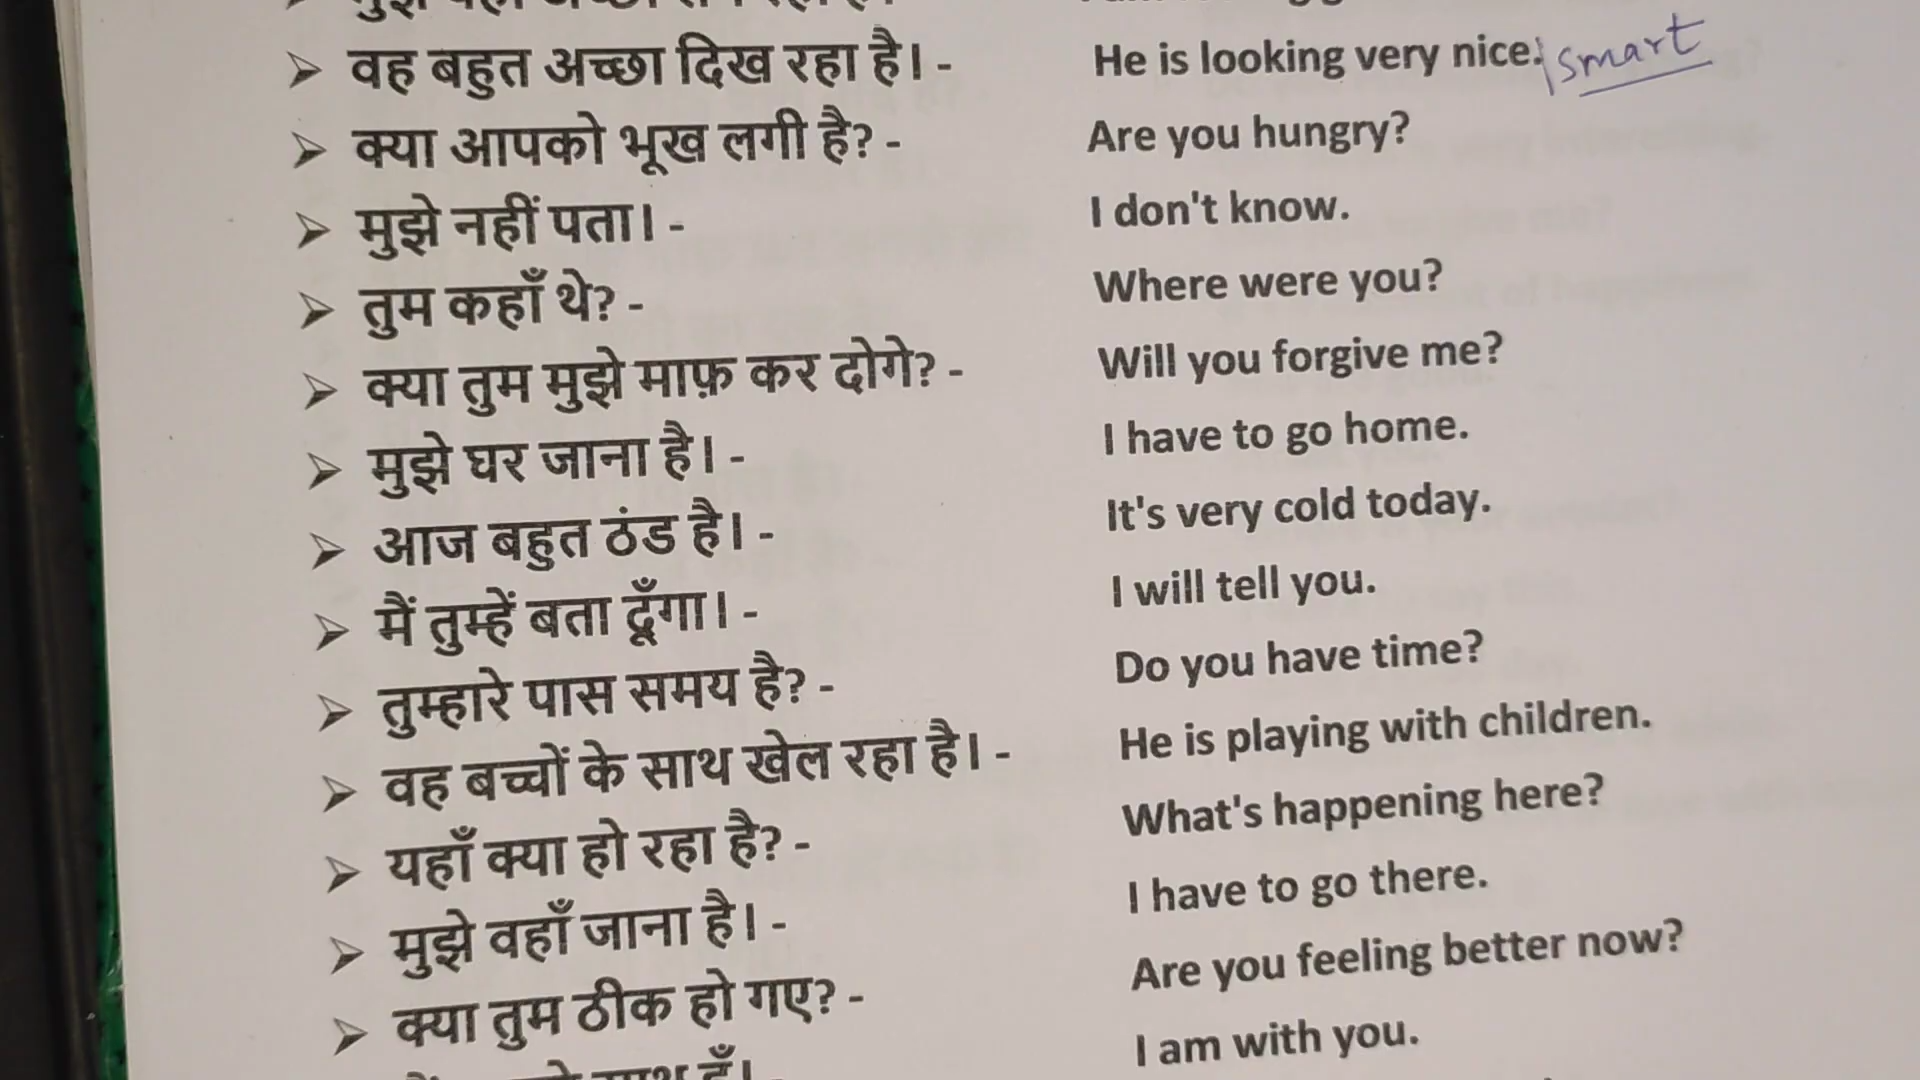 वह बहुत अच्छा दिख रहा है। - He is looking very nice. smart
क्या आपको भूख लगी है? - Are you hungry?
मुझे नहीं पता। - I don't know.
तुम कहाँ थे? - Where were you?
क्या तुम मुझे माफ़ कर दोगे? - Will you forgive me?
मुझे घर जाना है। - I have to go home.
आज बहुत ठंड है। - It's very cold today.
मैं तुम्हें बता दूँगा। - I will tell you.
तुम्हारे पास समय है? - Do you have time?
वह बच्चों के साथ खेल रहा है। - He is playing with children.
यहाँ क्या हो रहा है? - What's happening here?
मुझे वहाँ जाना है। - I have to go there.
क्या तुम ठीक हो गए? - Are you feeling better now?
साथ हूँ। I am with you.